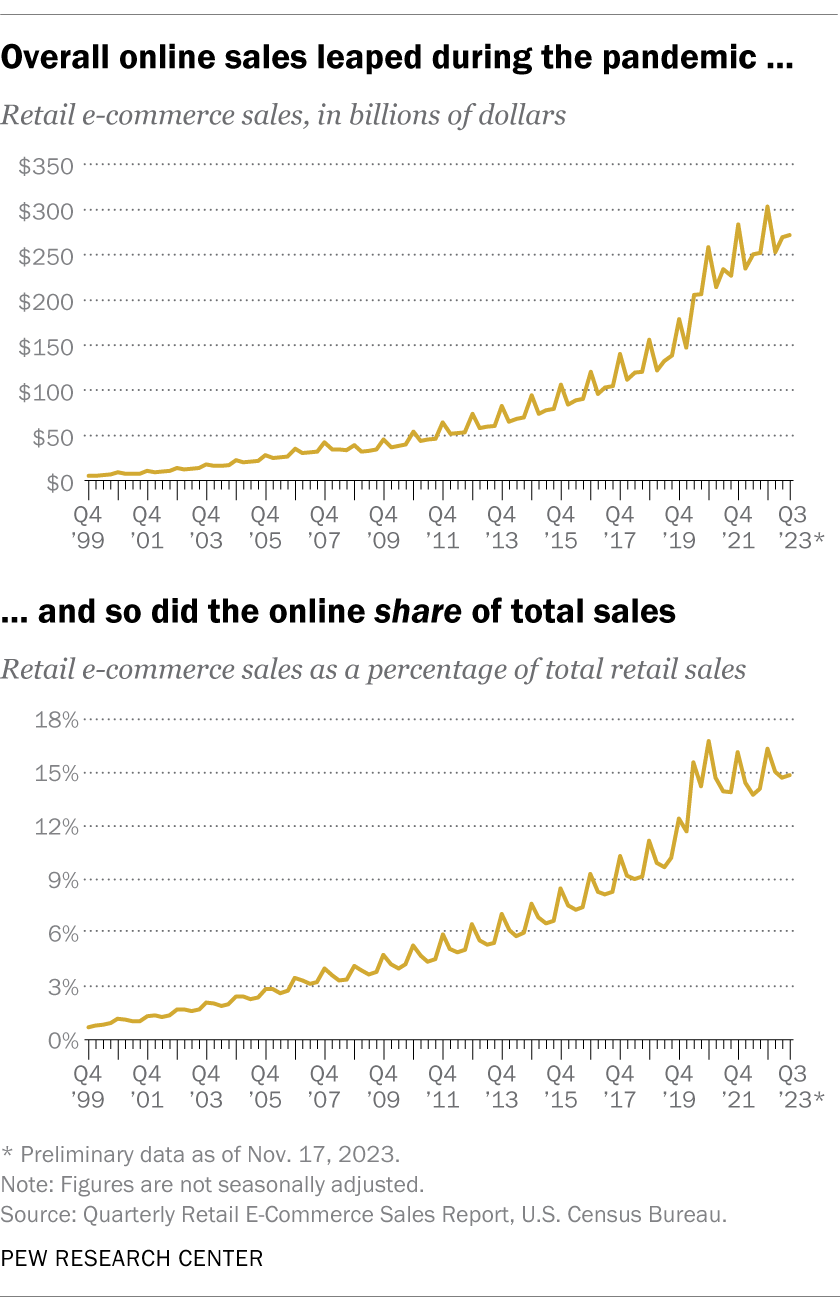 Overall online sales leaped during the pandemic ...
Retail e-commerce sales, in billions of dollars
$350
$300
$250
$200
$150
$100
$50
$0
Q4 Q4 Q4 Q4 Q4 Q4 Q4 Q4 Q4 Q4 Q4 Q4 Q3
’99 ’01 ’03 ’05 ’07 ’09 ’11 ’13 ’15 ’17 ’19 ’21 ’23*
... and so did the online share of total sales
Retail e-commerce sales as a percentage of total retail sales
18%
15%
12%
9%
6%
3%
0%
Q4 Q4 Q4 Q4 Q4 Q4 Q4 Q4 Q4 Q4 Q4 Q4 Q3
’99 ’01 ’03 ’05 ’07 ’09 ’11 ’13 ’15 ’17 ’19 ’21 ’23*
* Preliminary data as of Nov. 17, 2023.
Note: Figures are not seasonally adjusted.
Source: Quarterly Retail E-Commerce Sales Report, U.S. Census Bureau.
PEW RESEARCH CENTER